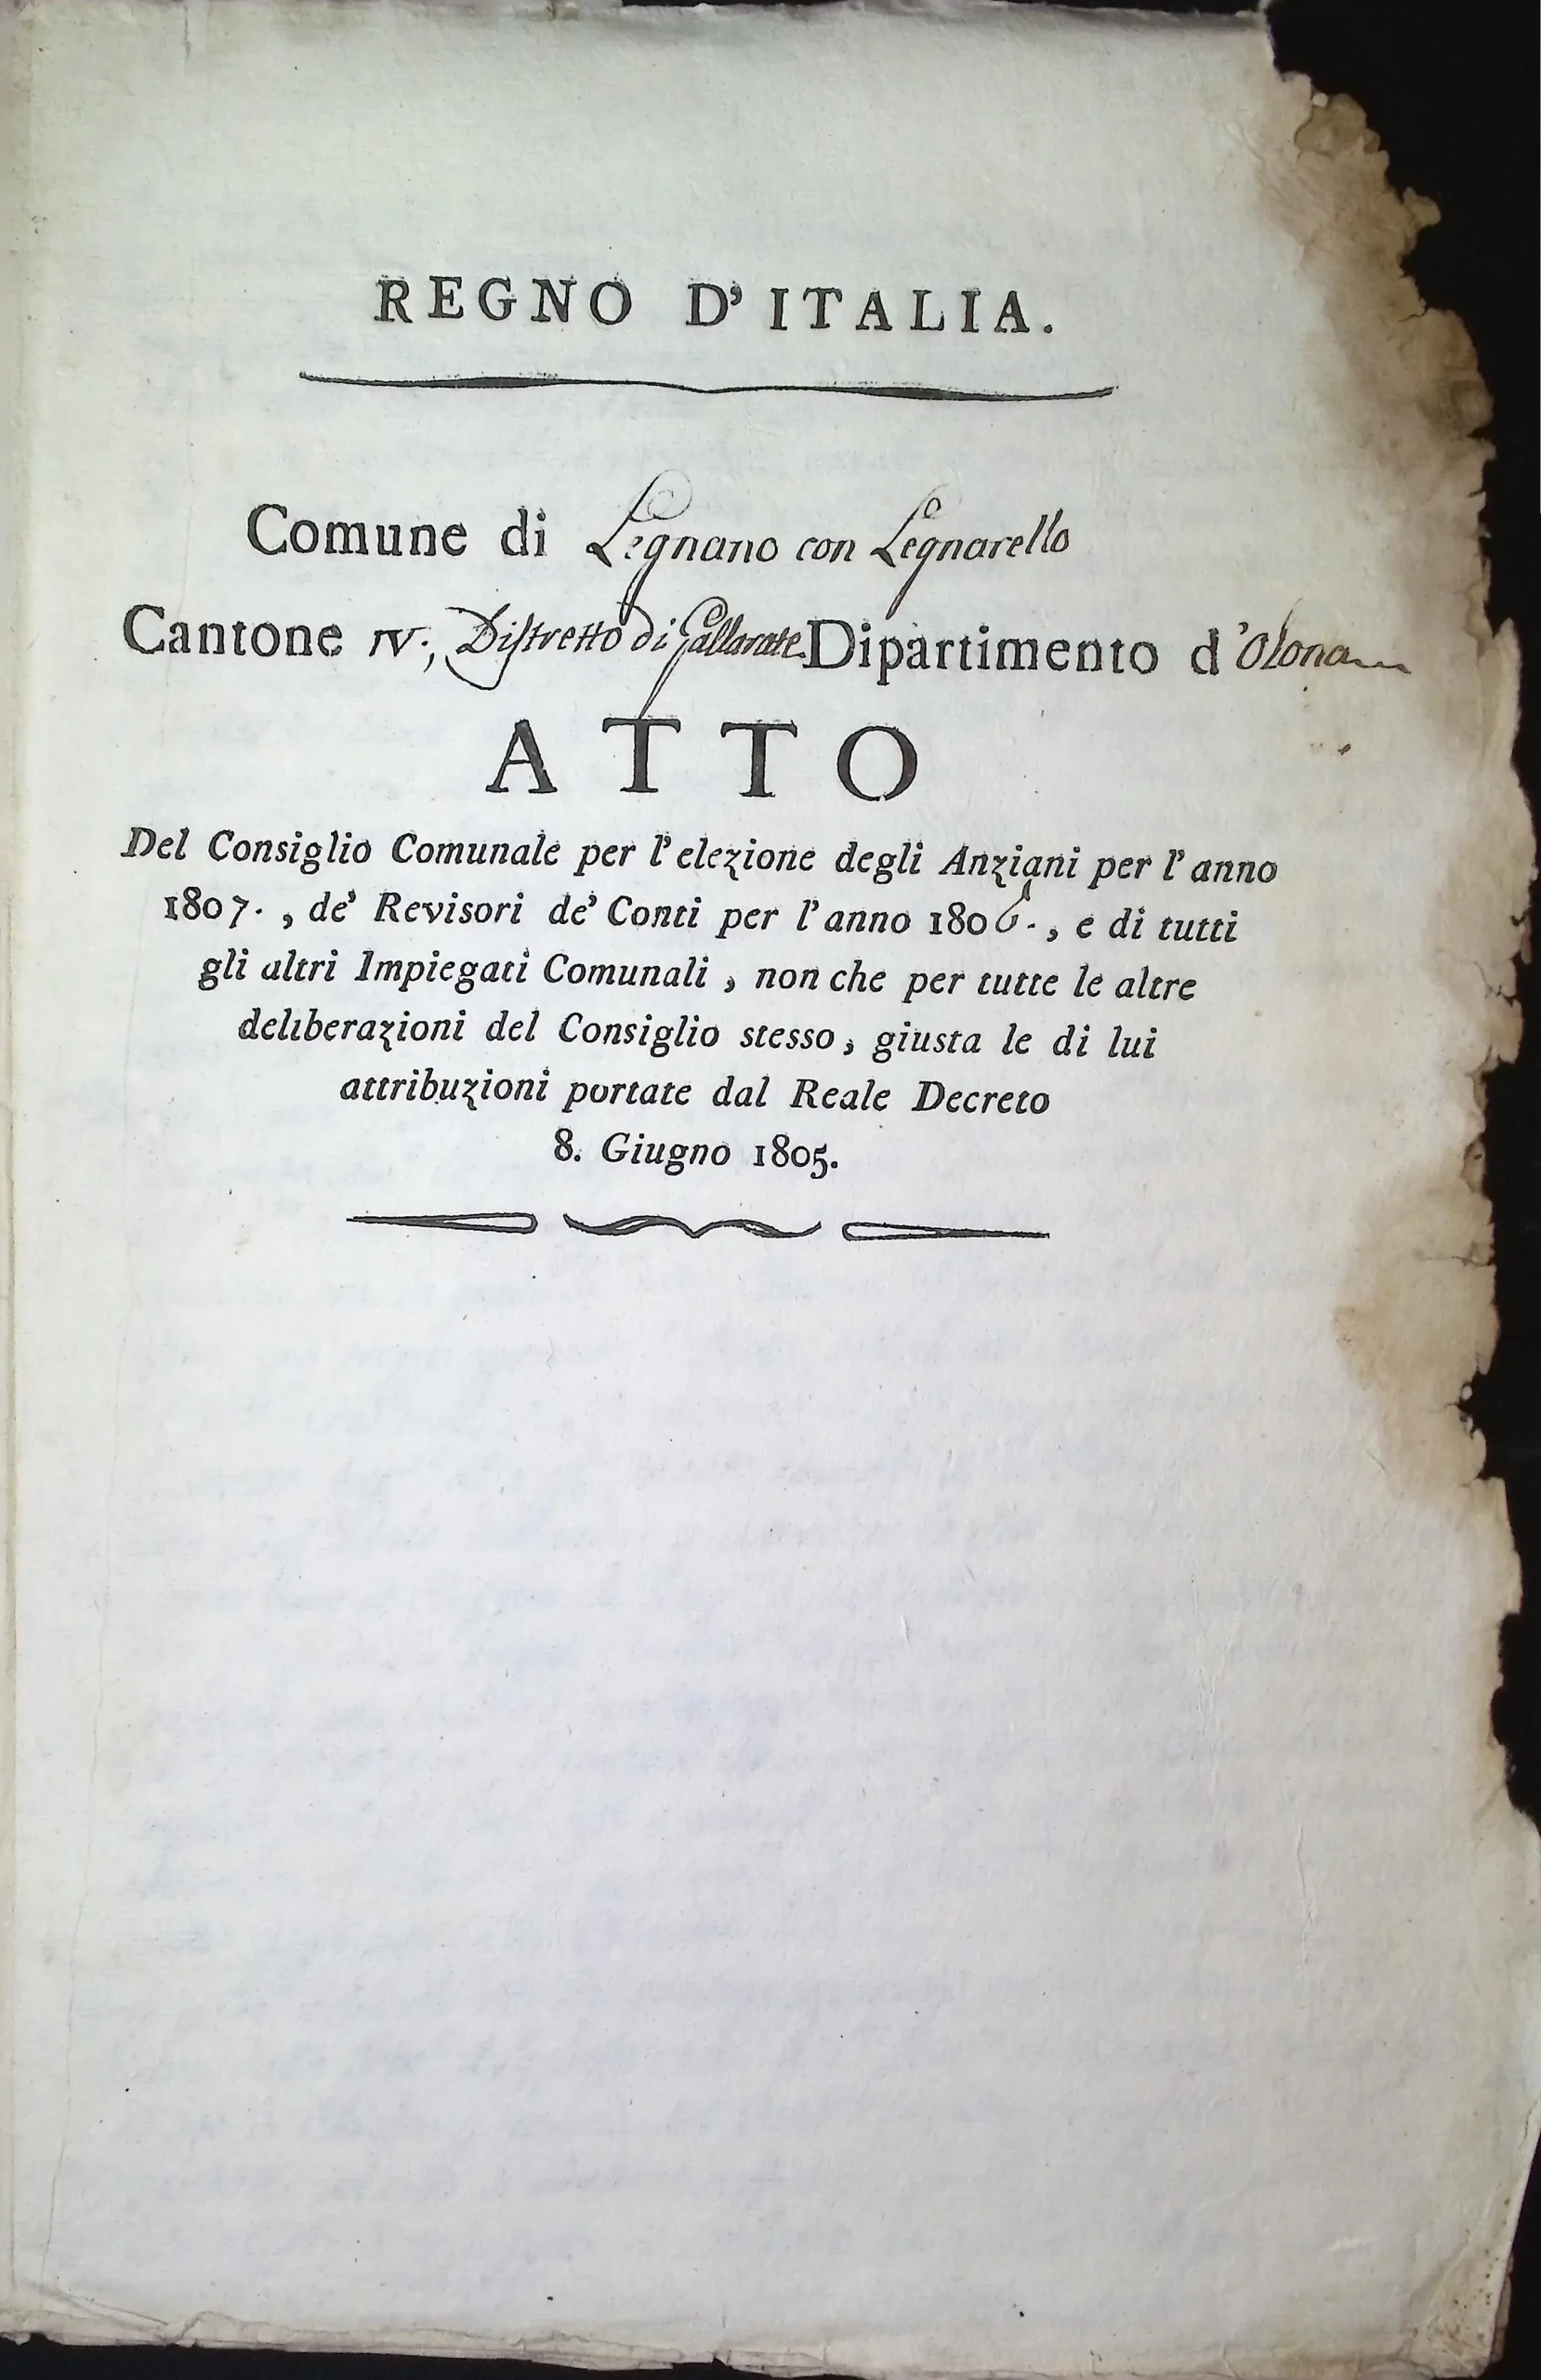 REGNO D'ITALIA.
Comune di Legnano con Legnarello
Cantone IV., Distretto di Gallarate Dipartimento d'Olona
ATTO
Del Consiglio Comunale per l'elezione degli Anziani per l'anno
1807. , de' Revisori de' Conti per l'anno 1806. , e di tutti
gli altri Impiegati Comunali , non che per tutte le altre
deliberazioni del Consiglio stesso , giusta le di lui
attribuzioni portate dal Reale Decreto
8. Giugno 1805.